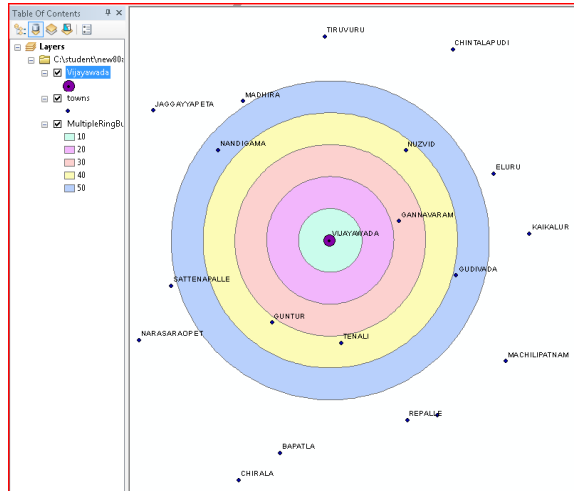 Table Of Contents
Layers
C:\student\new80
Vijayawada
towns
MultipleRingBu
10
20
30
40
50
TIRUVURU
CHINTALAPUDI
MADHIRA
JAGGAYYAPETA
NANDIGAMA
NUZVID
ELURU
GANNAVARAM
KAIKALUR
VIJAYAWADA
GUDIVADA
SATTENAPALLE
GUNTUR
NARASARAOPET
TENALI
MACHILIPATNAM
REPALLE
BAPATLA
CHIRALA